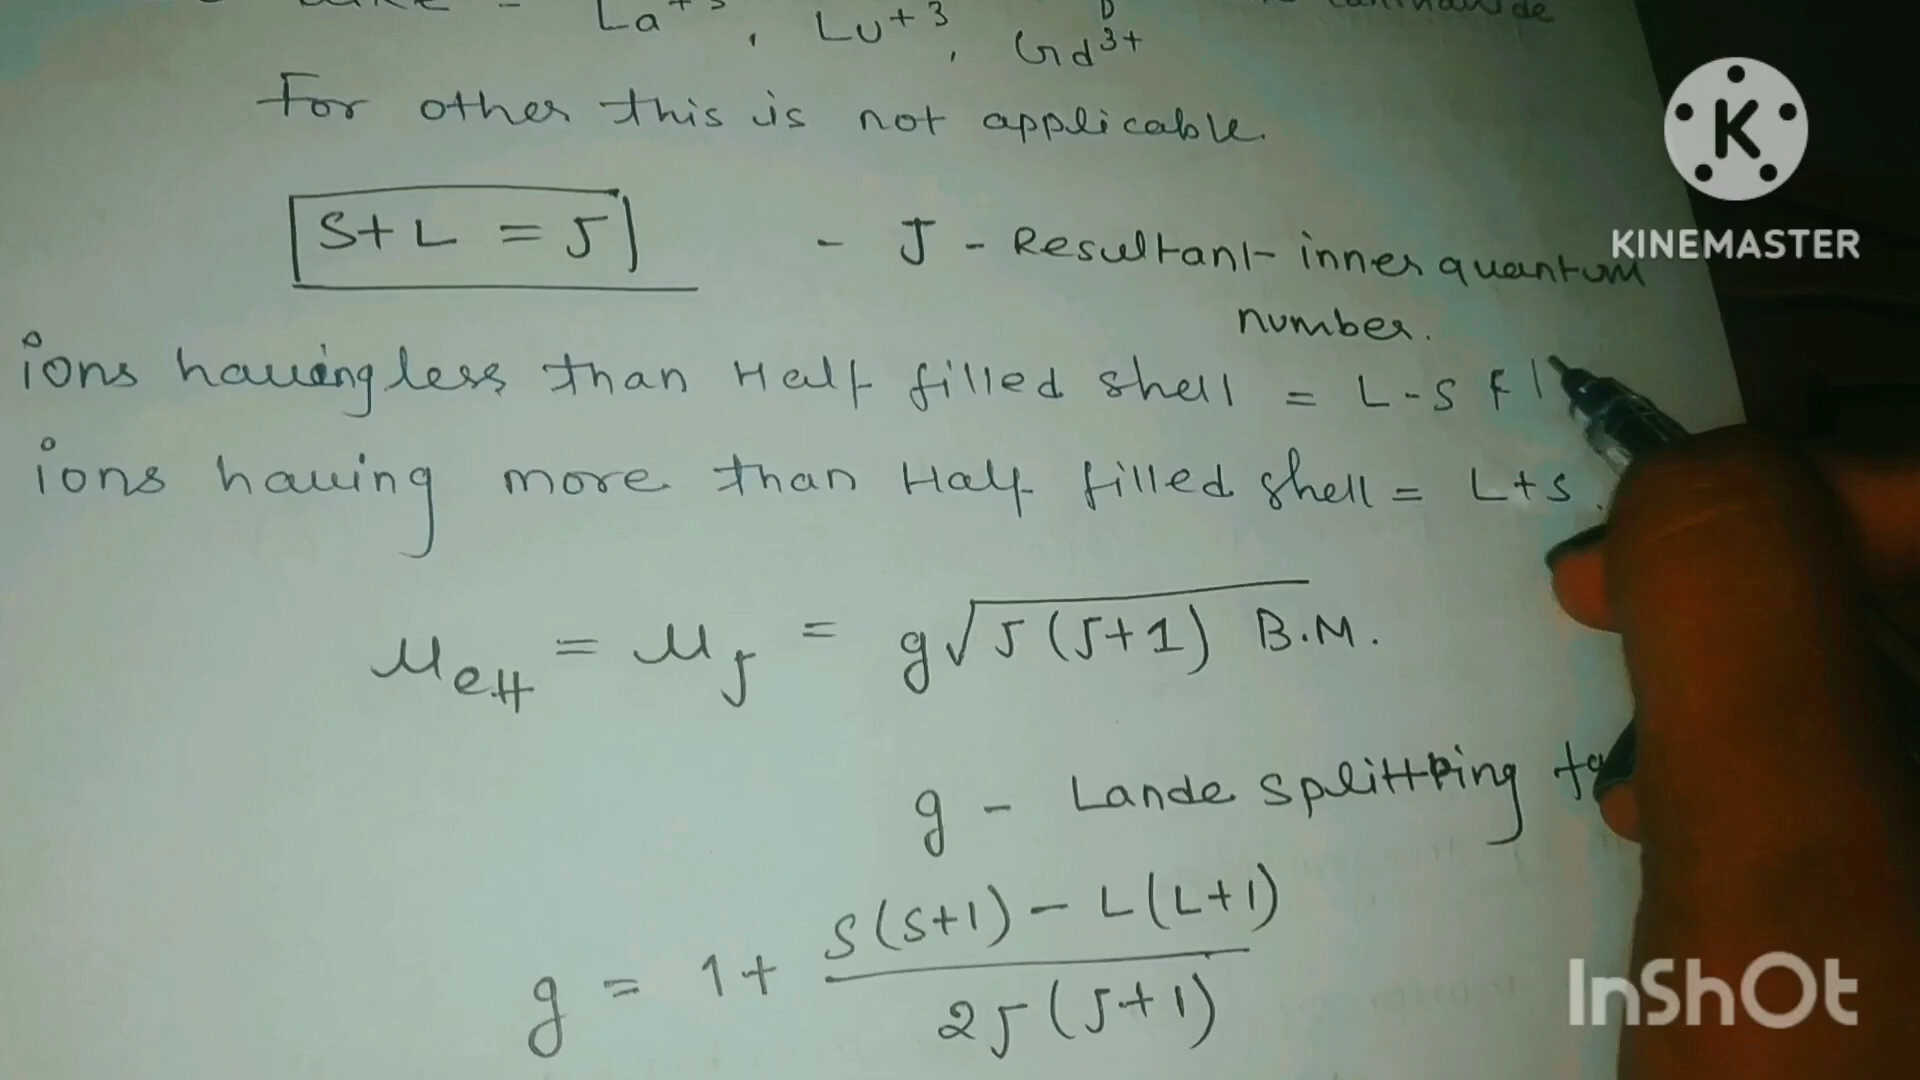 La+3, Lu+3, Gd3+
For other this is not applicable.
S+L = J - J - Resultant inner quantum
number.
ions having less than Half filled shell = L-S
ions having more than Half filled shell = L+S.
μeff = μJ = g√J(J+1) B.M.
g - Lande splitting
g = 1+ S(S+1) - L(L+1)
2J(J+1)
K
KINEMASTER
InShOt